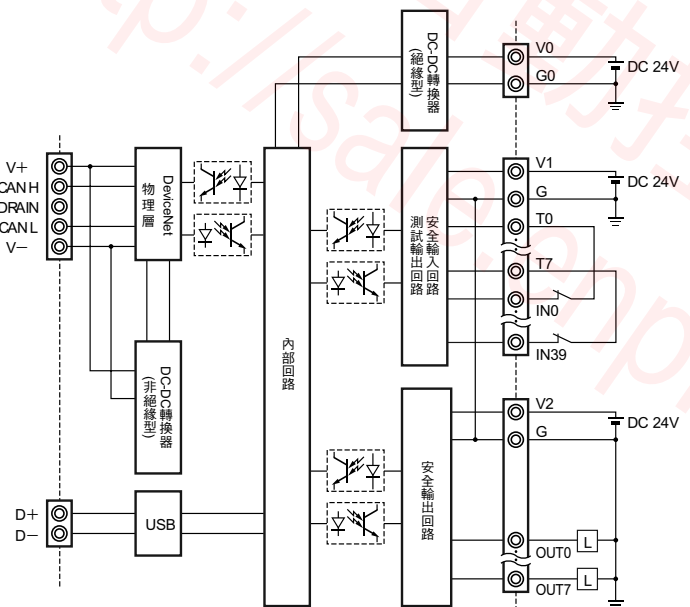 V+
CAN H
DRAIN
CAN L
V−
D+
D−
DeviceNet
物理層
DC-DC轉換器
(非絕緣型)
USB
內部回路
DC-DC轉換器
(絕緣型)
安全輸入回路
測試輸出回路
安全輸出回路
V0
G0
DC 24V
V1
G
T0
T7
IN0
IN39
DC 24V
V2
G
DC 24V
OUT0
L
OUT7
L
http://sale.cnpl